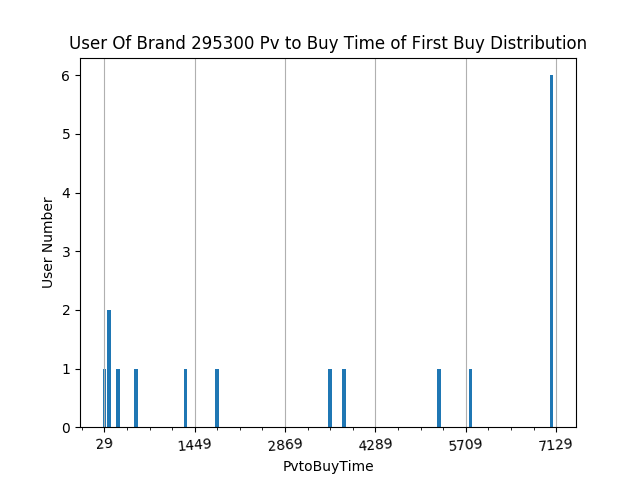 User Of Brand 295300 Pv to Buy Time of First Buy Distribution
6
5
4
3
2
1
0
User Number
29 1449 2869 4289 5709 7129
PvtoBuyTime